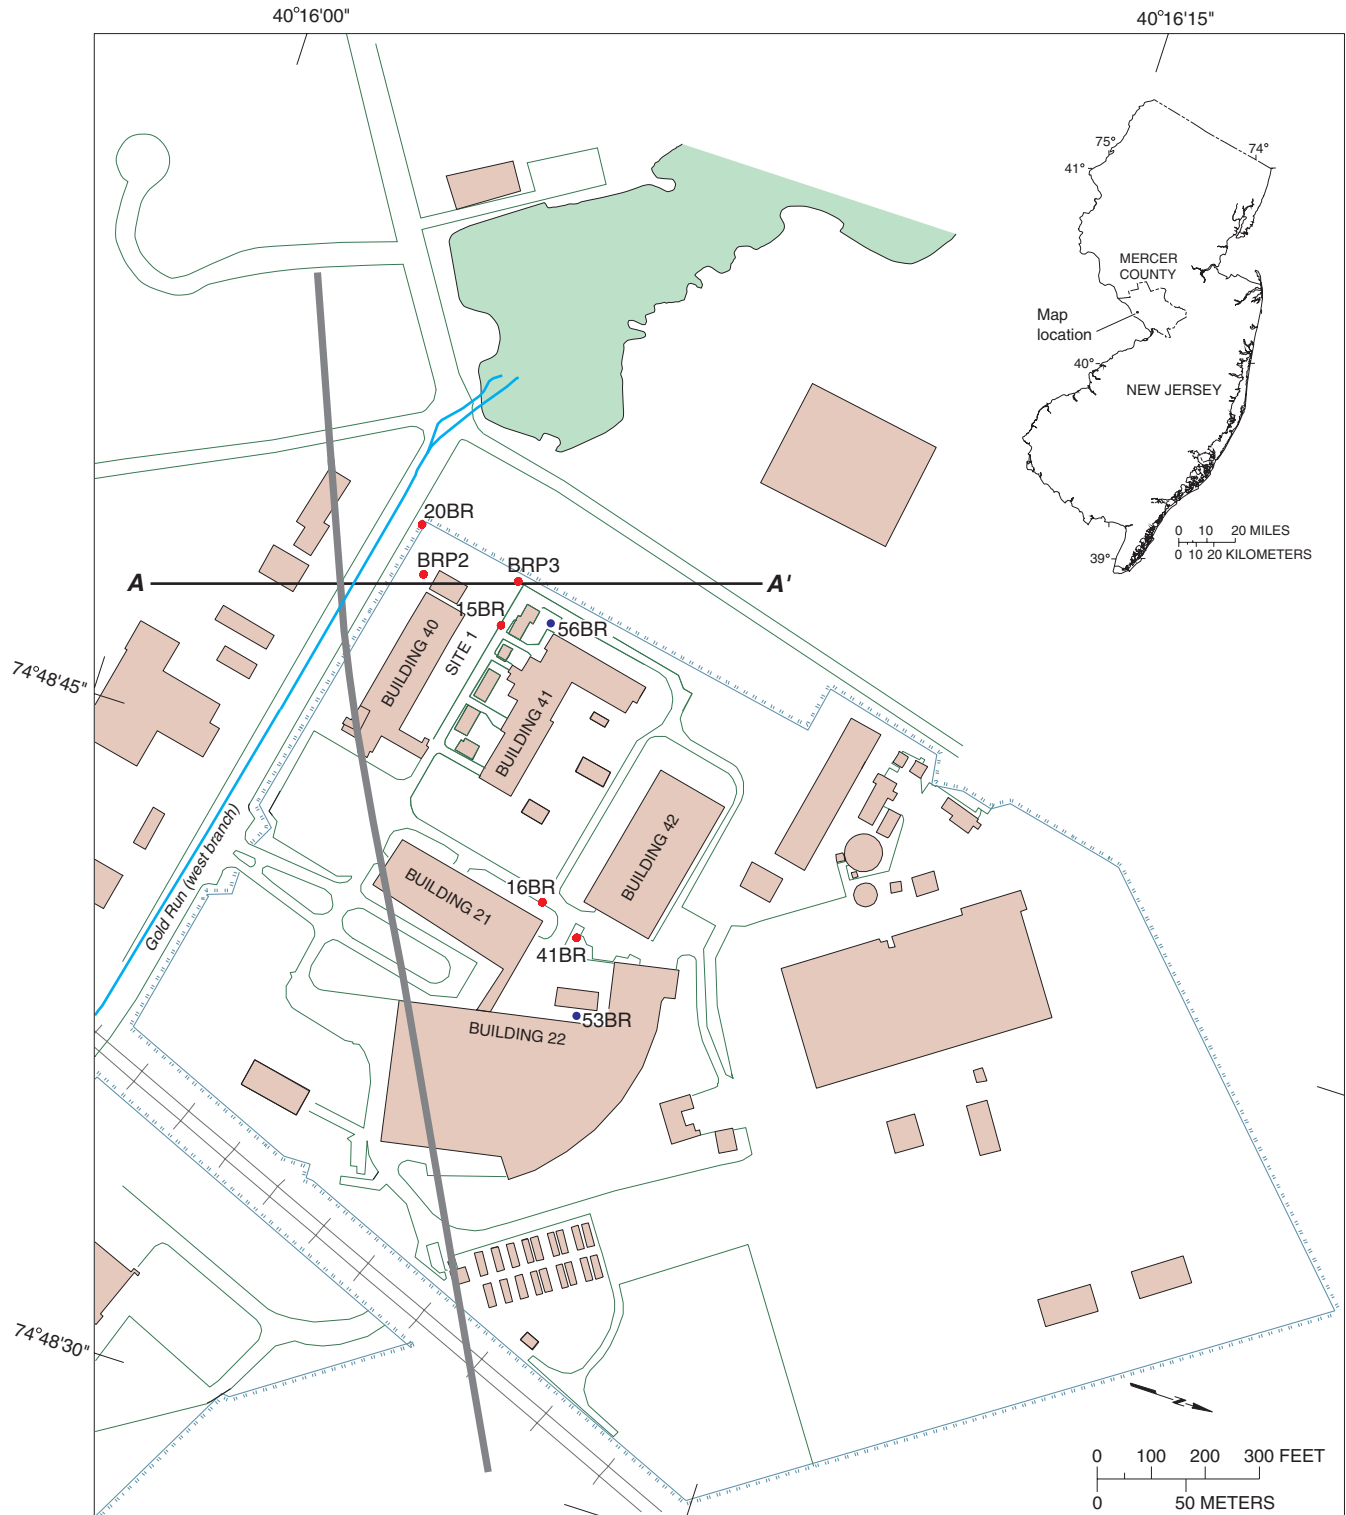 40°16'00"
40°16'15"
75°
74°
41°
MERCER
COUNTY
Map
location
40°
NEW JERSEY
0 10 20 MILES
0 10 20 KILOMETERS
39°
20BR
BRP2
BRP3
A
A'
15BR
56BR
BUILDING 40
SITE 1
74°48'45"
BUILDING 41
BUILDING 42
Gold Run (west branch)
BUILDING 21
16BR
41BR
53BR
BUILDING 22
74°48'30"
N
0 100 200 300 FEET
0 50 METERS